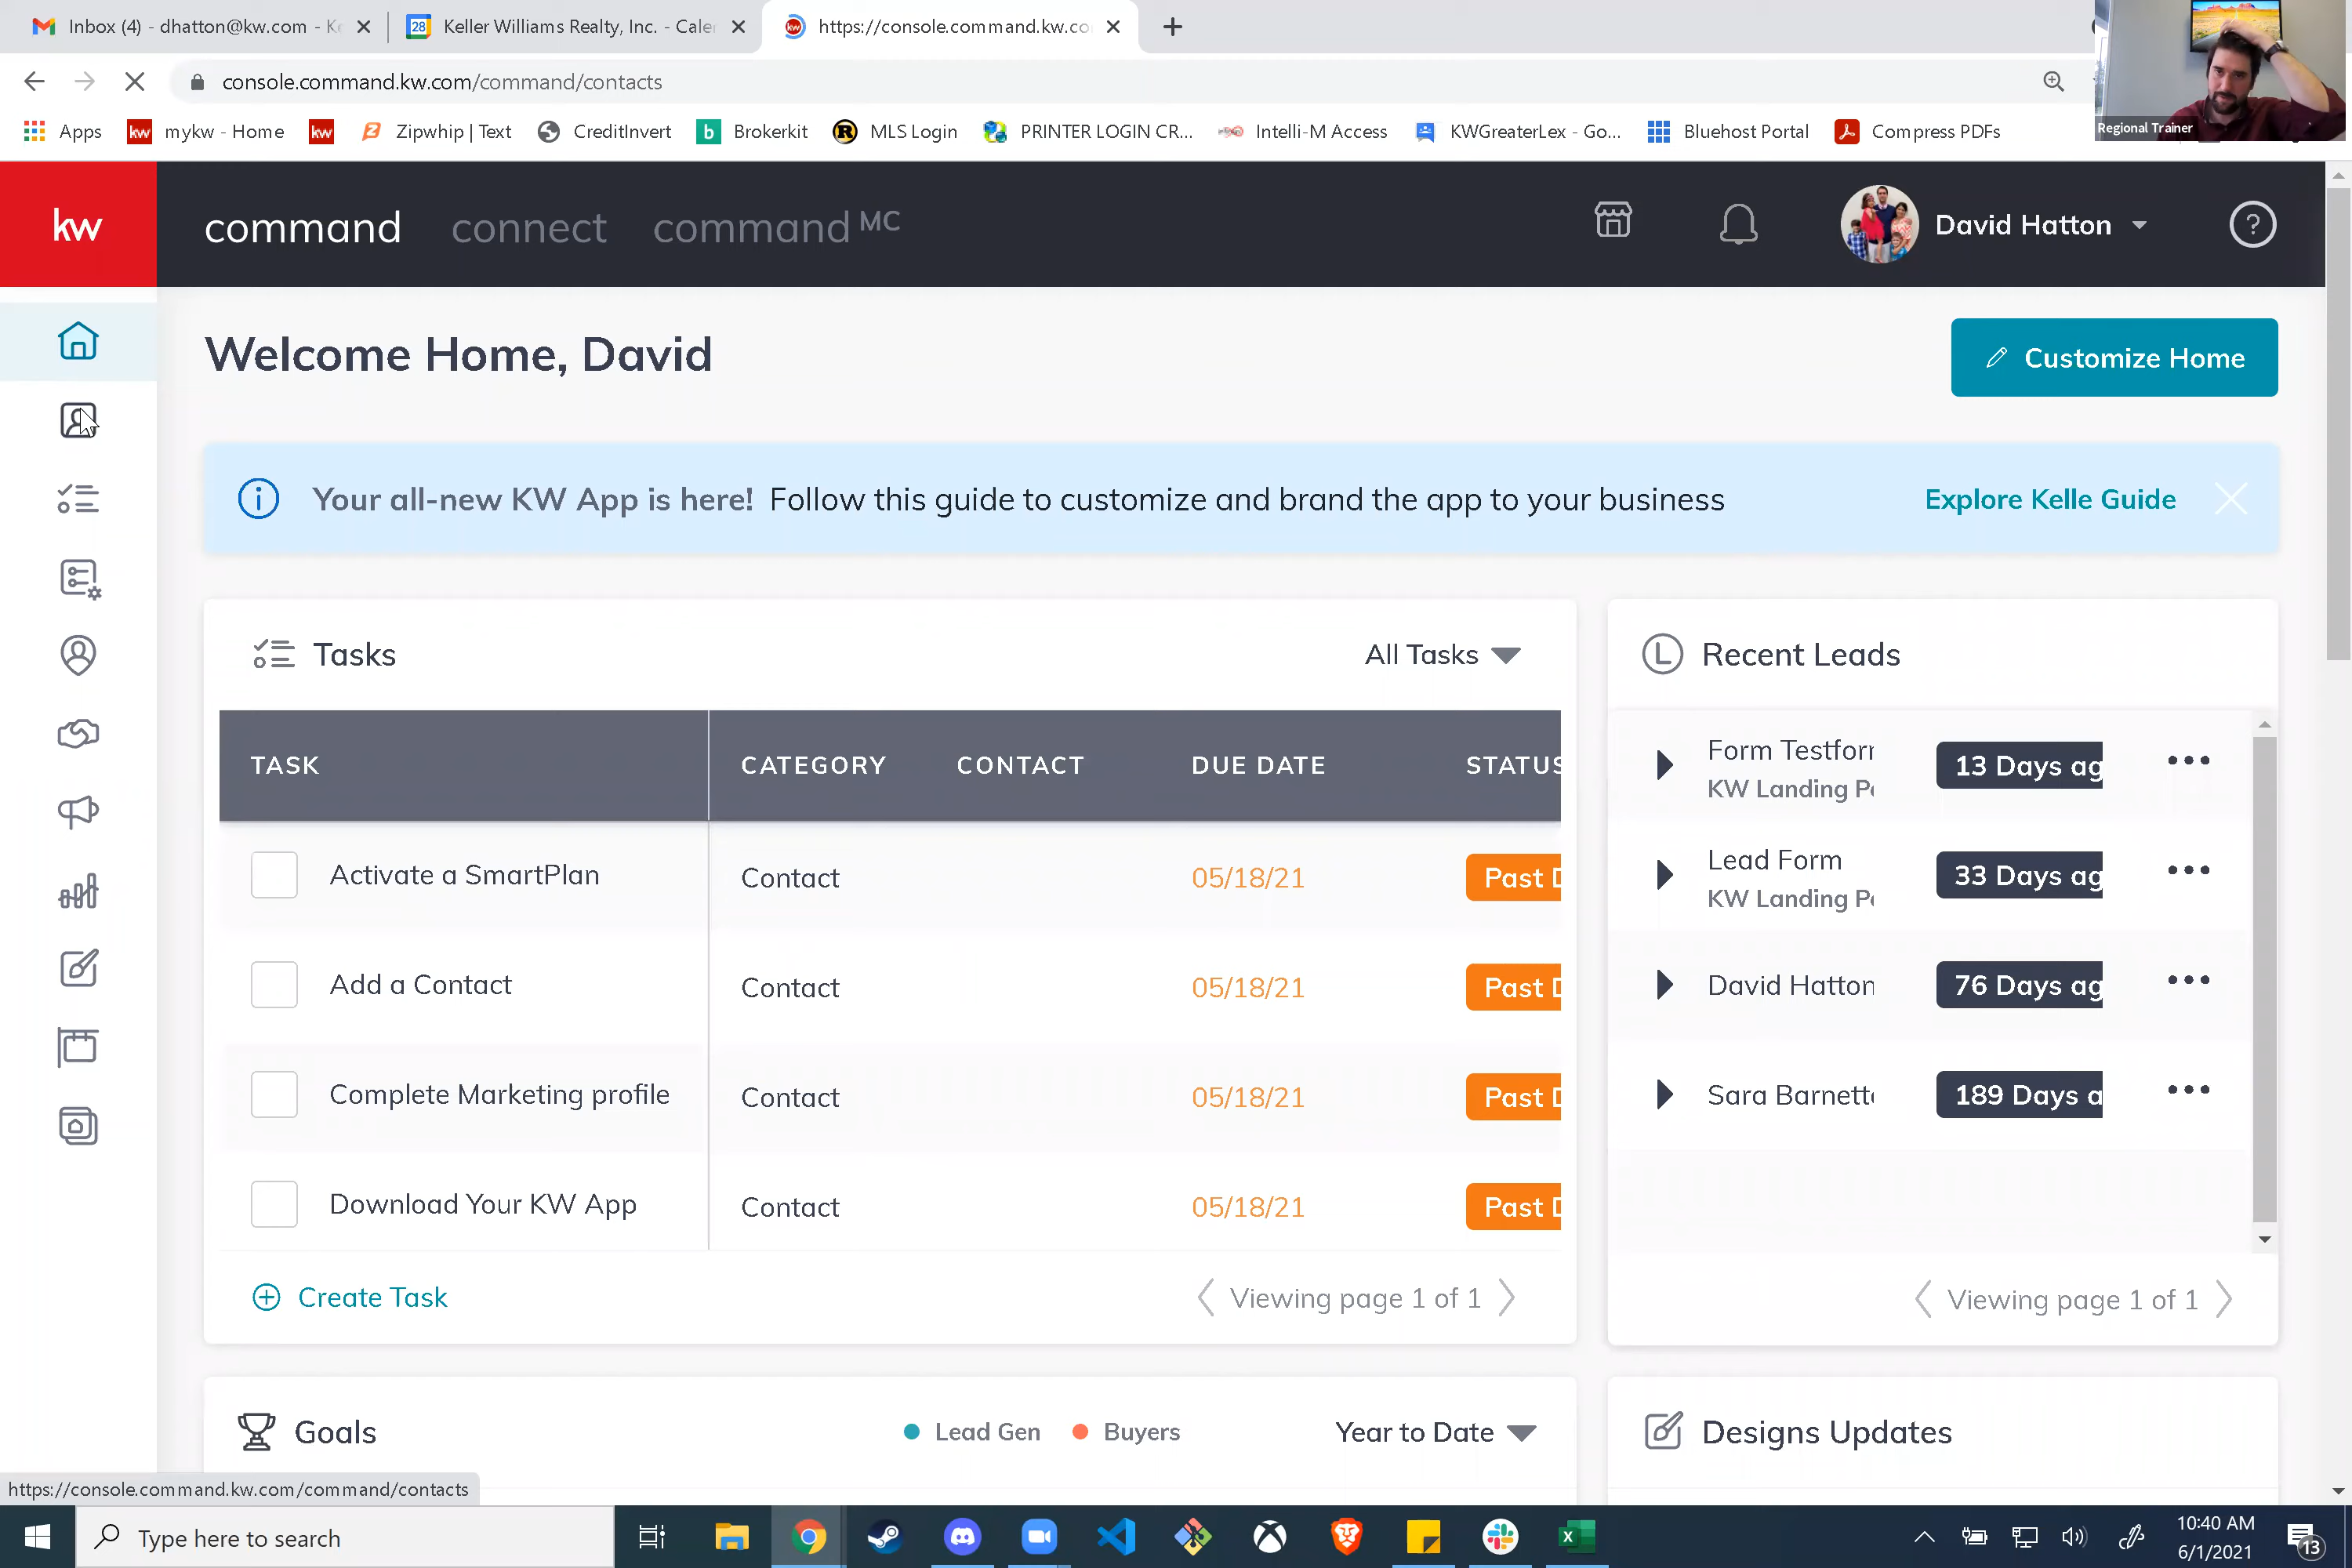 Inbox (4) - dhatton@kw.com - Ke
28
Keller Williams Realty, Inc. - Caler
kw
https://console.command.kw.co
console.command.kw.com/command/contacts
Apps
kw
mykw - Home
kw
Zipwhip | Text
CreditInvert
b
Brokerkit
R
MLS Login
PRINTER LOGIN CR...
Intelli-M Access
KWGreaterLex - Go...
Bluehost Portal
Compress PDFs
Regional Trainer
kw
command
connect
command MC
David Hatton
?
Welcome Home, David
Customize Home
Your all-new KW App is here! Follow this guide to customize and brand the app to your business
Explore Kelle Guide
Tasks
All Tasks
TASK
CATEGORY
CONTACT
DUE DATE
STATUS
Activate a SmartPlan
Contact
05/18/21
Past D
Add a Contact
Contact
05/18/21
Past D
Complete Marketing profile
Contact
05/18/21
Past D
Download Your KW App
Contact
05/18/21
Past D
Create Task
Viewing page 1 of 1
L
Recent Leads
Form Testforr
KW Landing Pa
13 Days ag
Lead Form
KW Landing Pa
33 Days ag
David Hatton
76 Days ag
Sara Barnette
189 Days a
Viewing page 1 of 1
Goals
Lead Gen
Buyers
Year to Date
Designs Updates
https://console.command.kw.com/command/contacts
Type here to search
10:40 AM
6/1/2021
13